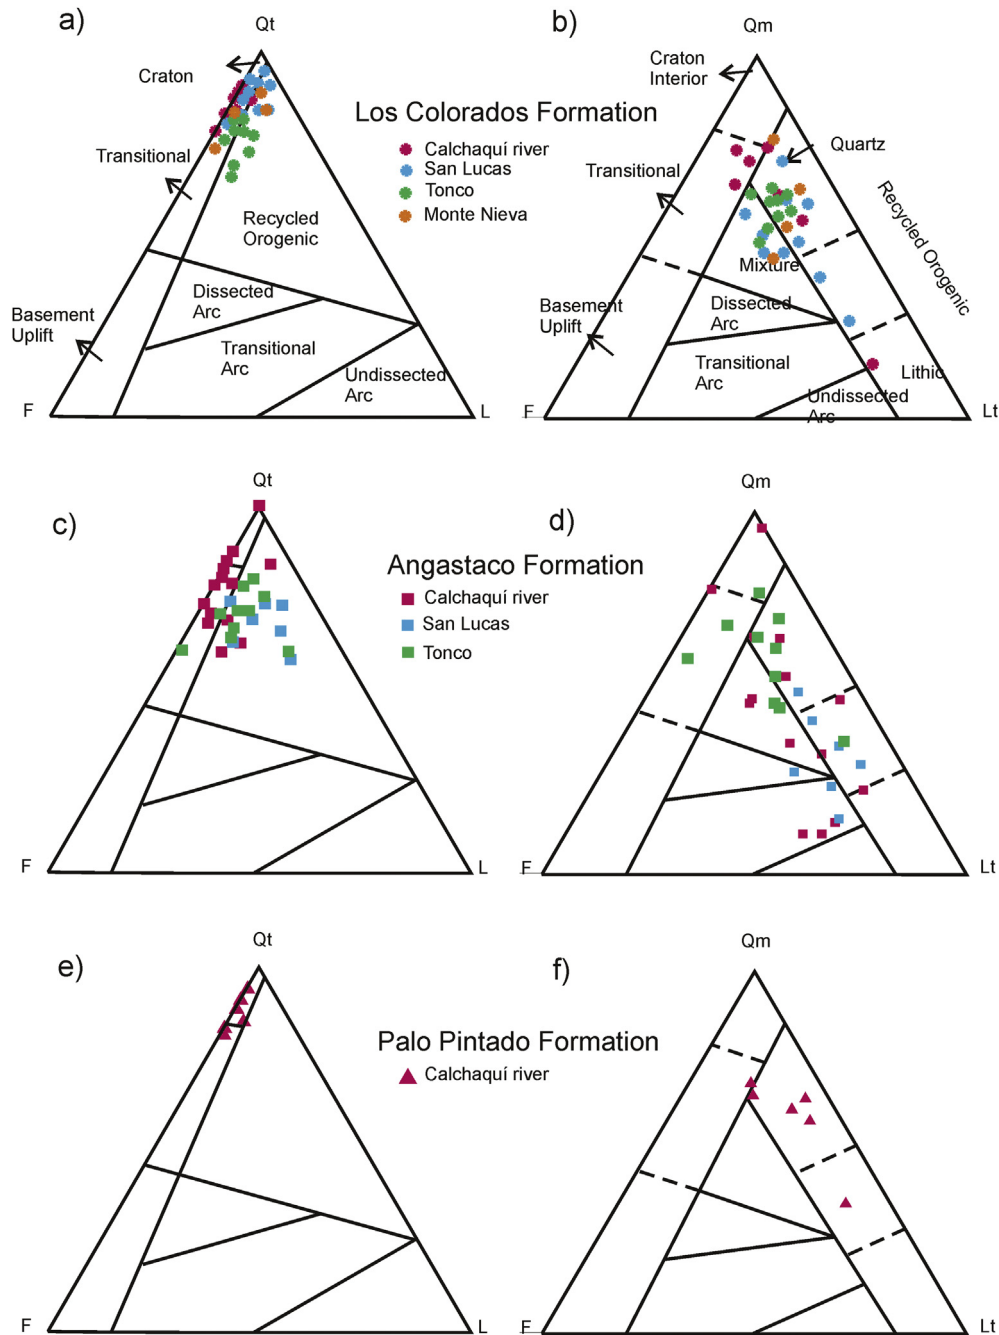 a)
Qt
Craton
Transitional
Recycled
Orogenic
Dissected
Arc
Basement
Uplift
Transitional
Arc
Undissected
Arc
F
L
Los Colorados Formation
Calchaquí river
San Lucas
Tonco
Monte Nieva
b)
Qm
Craton
Interior
Quartz
Transitional
Recycled Orogenic
Mixture
Basement
Uplift
Dissected
Arc
Transitional
Arc
Lithic
Undissected
Arc
F
Lt
c)
Qt
F
L
Angastaco Formation
Calchaquí river
San Lucas
Tonco
d)
Qm
F
Lt
e)
Qt
F
L
Palo Pintado Formation
Calchaquí river
f)
Qm
F
Lt